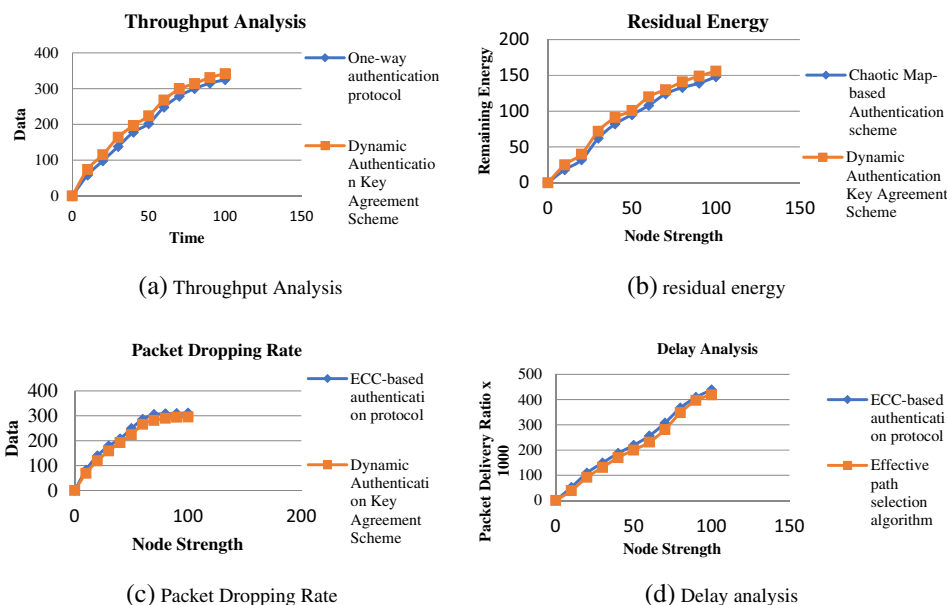 Throughput Analysis
400
300
200
100
0
0
50
100
150
Data
Time
One-way
authentication
protocol
Dynamic
Authenticatio
n Key
Agreement
Scheme
(a) Throughput Analysis
Residual Energy
200
150
100
50
0
0
50
100
150
Remaining Energy
Node Strength
Chaotic Map-
based
Authentication
scheme
Dynamic
Authentication
Key Agreement
Scheme
(b) residual energy
Packet Dropping Rate
400
300
200
100
0
0
100
200
Data
Node Strength
ECC-based
authenticati
on protocol
Dynamic
Authenticati
on Key
Agreement
Scheme
(c) Packet Dropping Rate
Delay Analysis
500
400
300
200
100
0
0
50
100
150
Packet Delivery Ratio x
1000
Node Strength
ECC-based
authenticati
on protocol
Effective
path
selection
algorithm
(d) Delay analysis